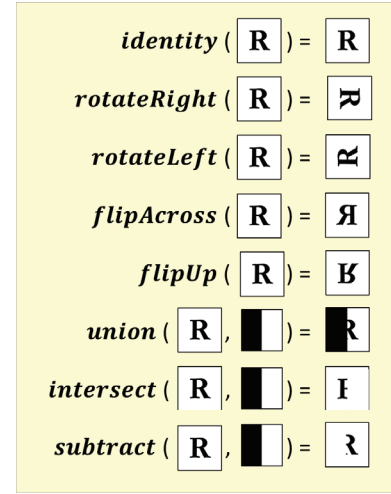 identity ( R ) = R
rotateRight ( R ) = R
rotateLeft ( R ) = R
flipAcross ( R ) = Я
flipUp ( R ) = R
union ( R , ) = R
intersect ( R , ) =
subtract ( R , ) =